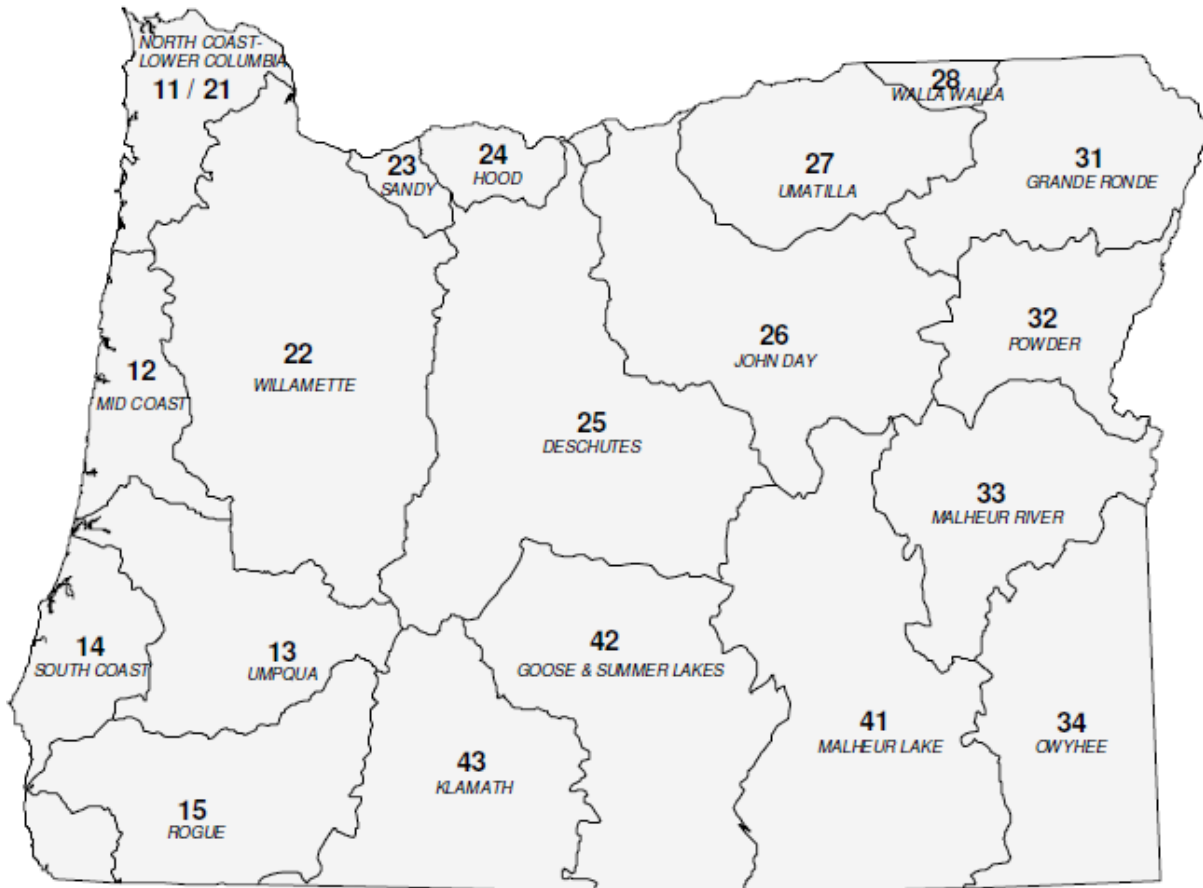 NORTH COAST-
LOWER COLUMBIA
11 / 21
28
WALLA WALLA
23
SANDY
24
HOOD
27
UMATILLA
31
GRANDE RONDE
12
MID COAST
22
WILLAMETTE
26
JOHN DAY
32
POWDER
25
DESCHUTES
33
MALHEUR RIVER
14
SOUTH COAST
13
UMPQUA
42
GOOSE & SUMMER LAKES
41
MALHEUR LAKE
34
OWYHEE
43
KLAMATH
15
ROGUE